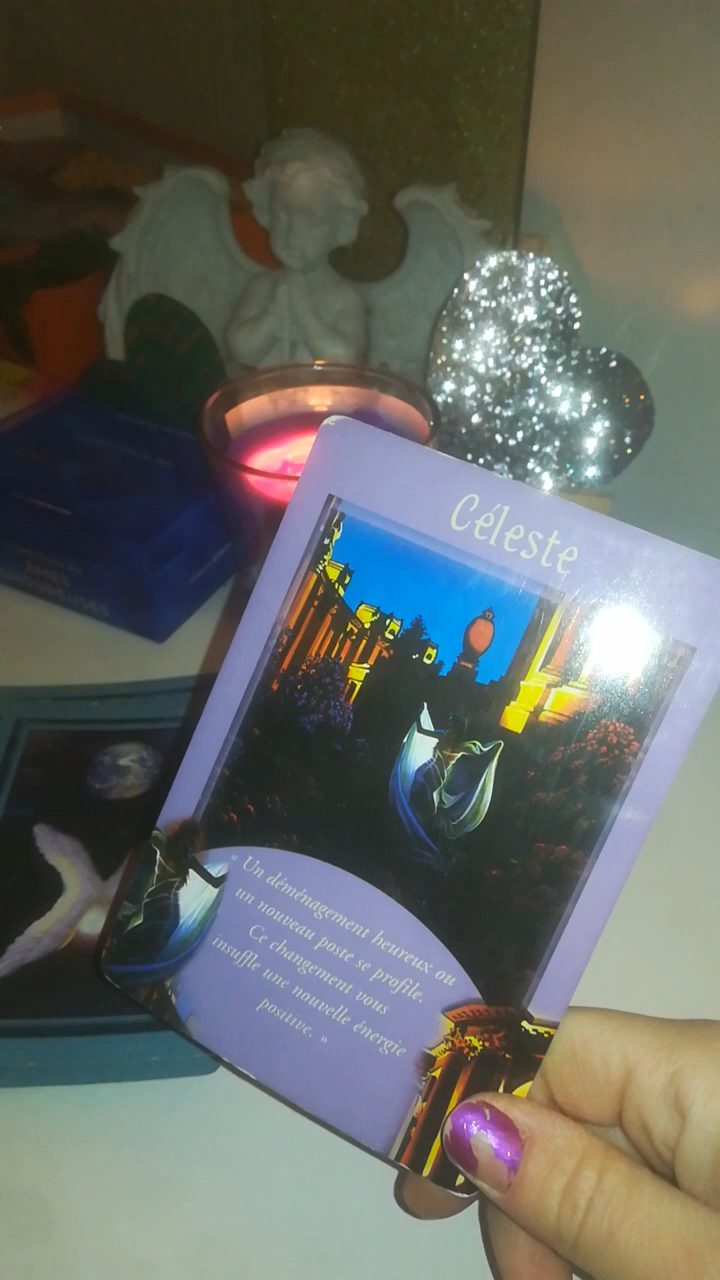 Céleste
« Un déménagement heureux ou
un nouveau poste se profile.
Ce changement vous
insuffle une nouvelle énergie
positive. »